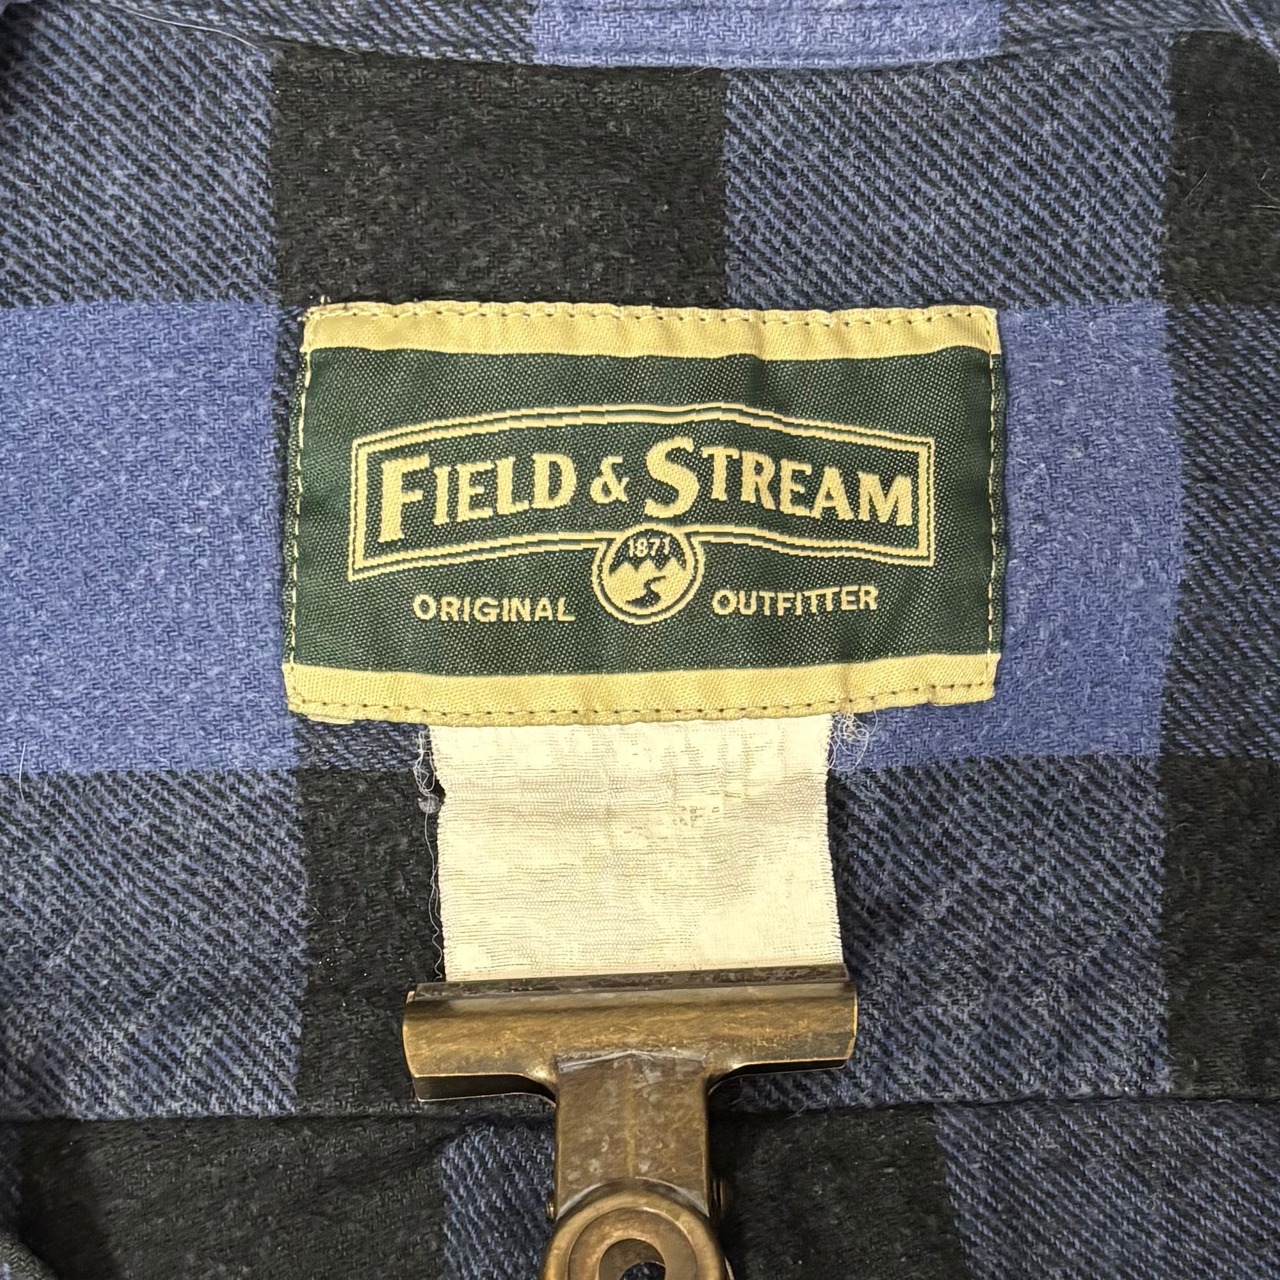 FIELD & STREAM
1871
ORIGINAL OUTFITTER